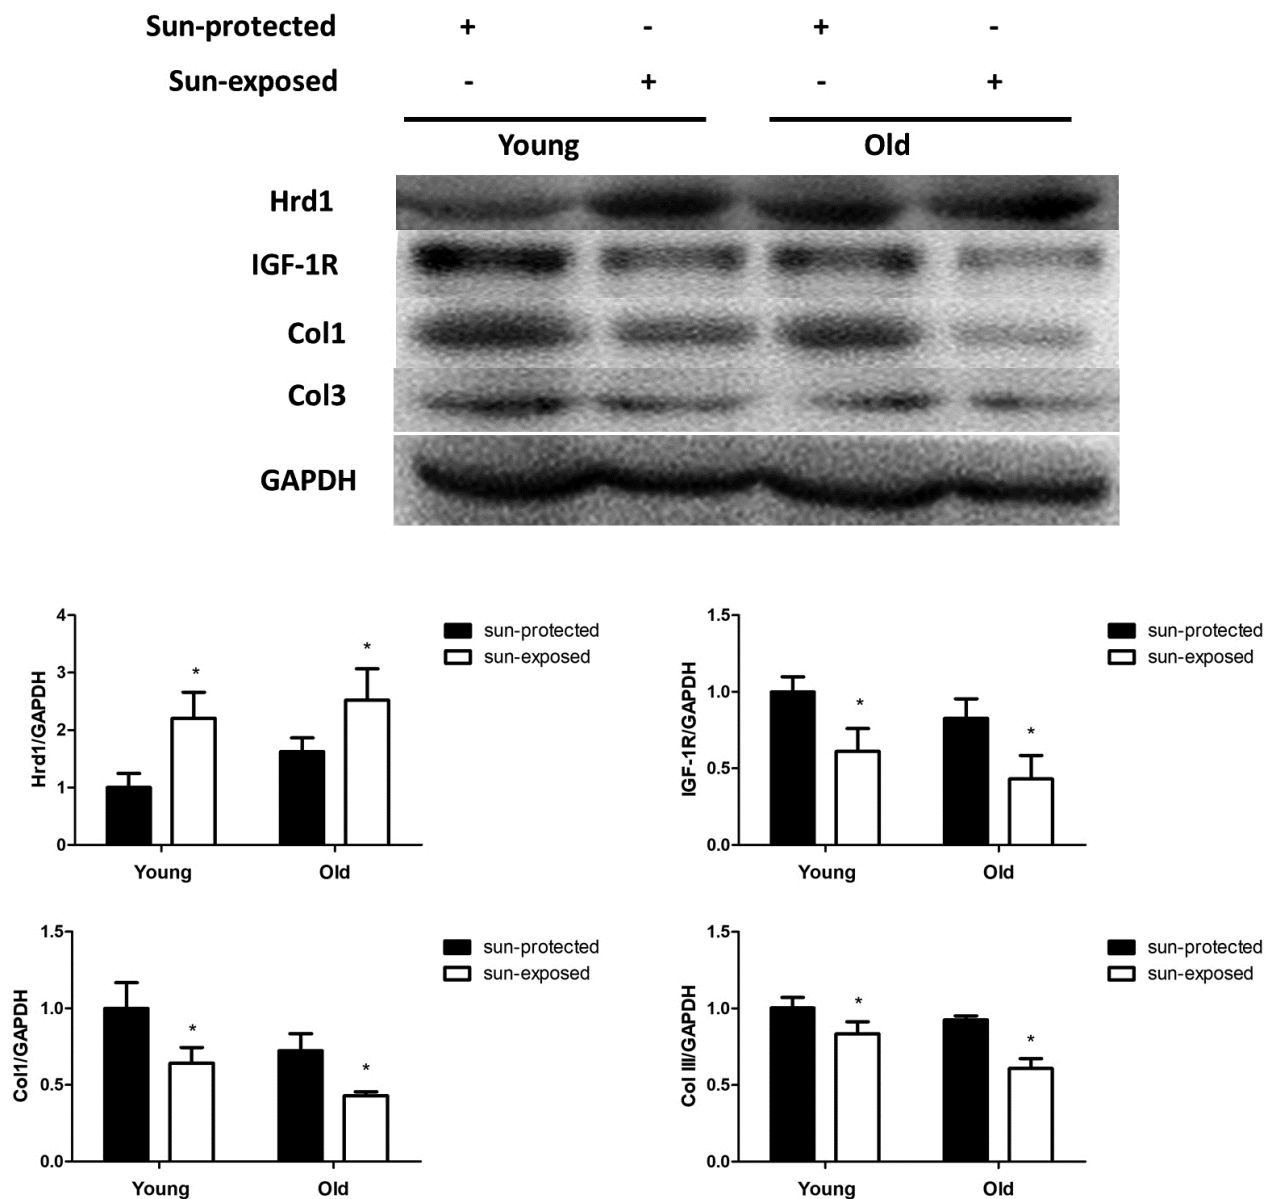 Sun-protected + - + -
Sun-exposed - + - +
Young Old
Hrd1
IGF-1R
Col1
Col3
GAPDH
Hrd1/GAPDH
4
3
2
1
0
* *
Young Old
sun-protected
sun-exposed
IGF-1R/GAPDH
1.5
1.0
0.5
0.0
* *
Young Old
sun-protected
sun-exposed
Col1/GAPDH
1.5
1.0
0.5
0.0
* *
Young Old
sun-protected
sun-exposed
Col III/GAPDH
1.5
1.0
0.5
0.0
* *
Young Old
sun-protected
sun-exposed